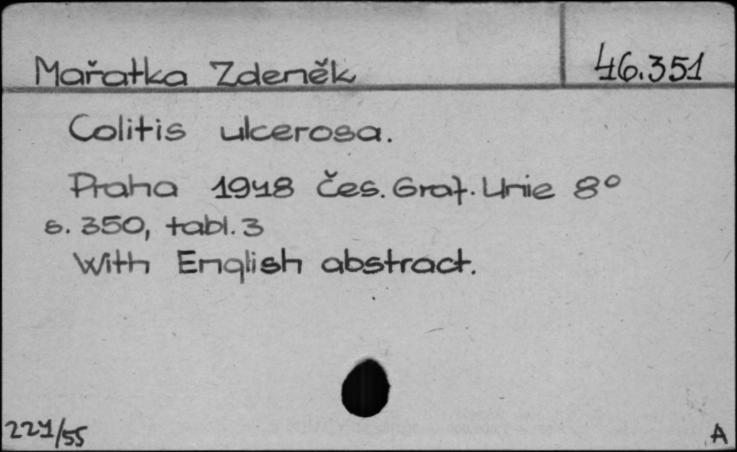 Mařatka Zdeněk
46.351
Colitis ulcerosa.
Praha 1948 Čes. Graf. Unie 8°
s. 350, tabl. 3
With English abstract.
227/55
A